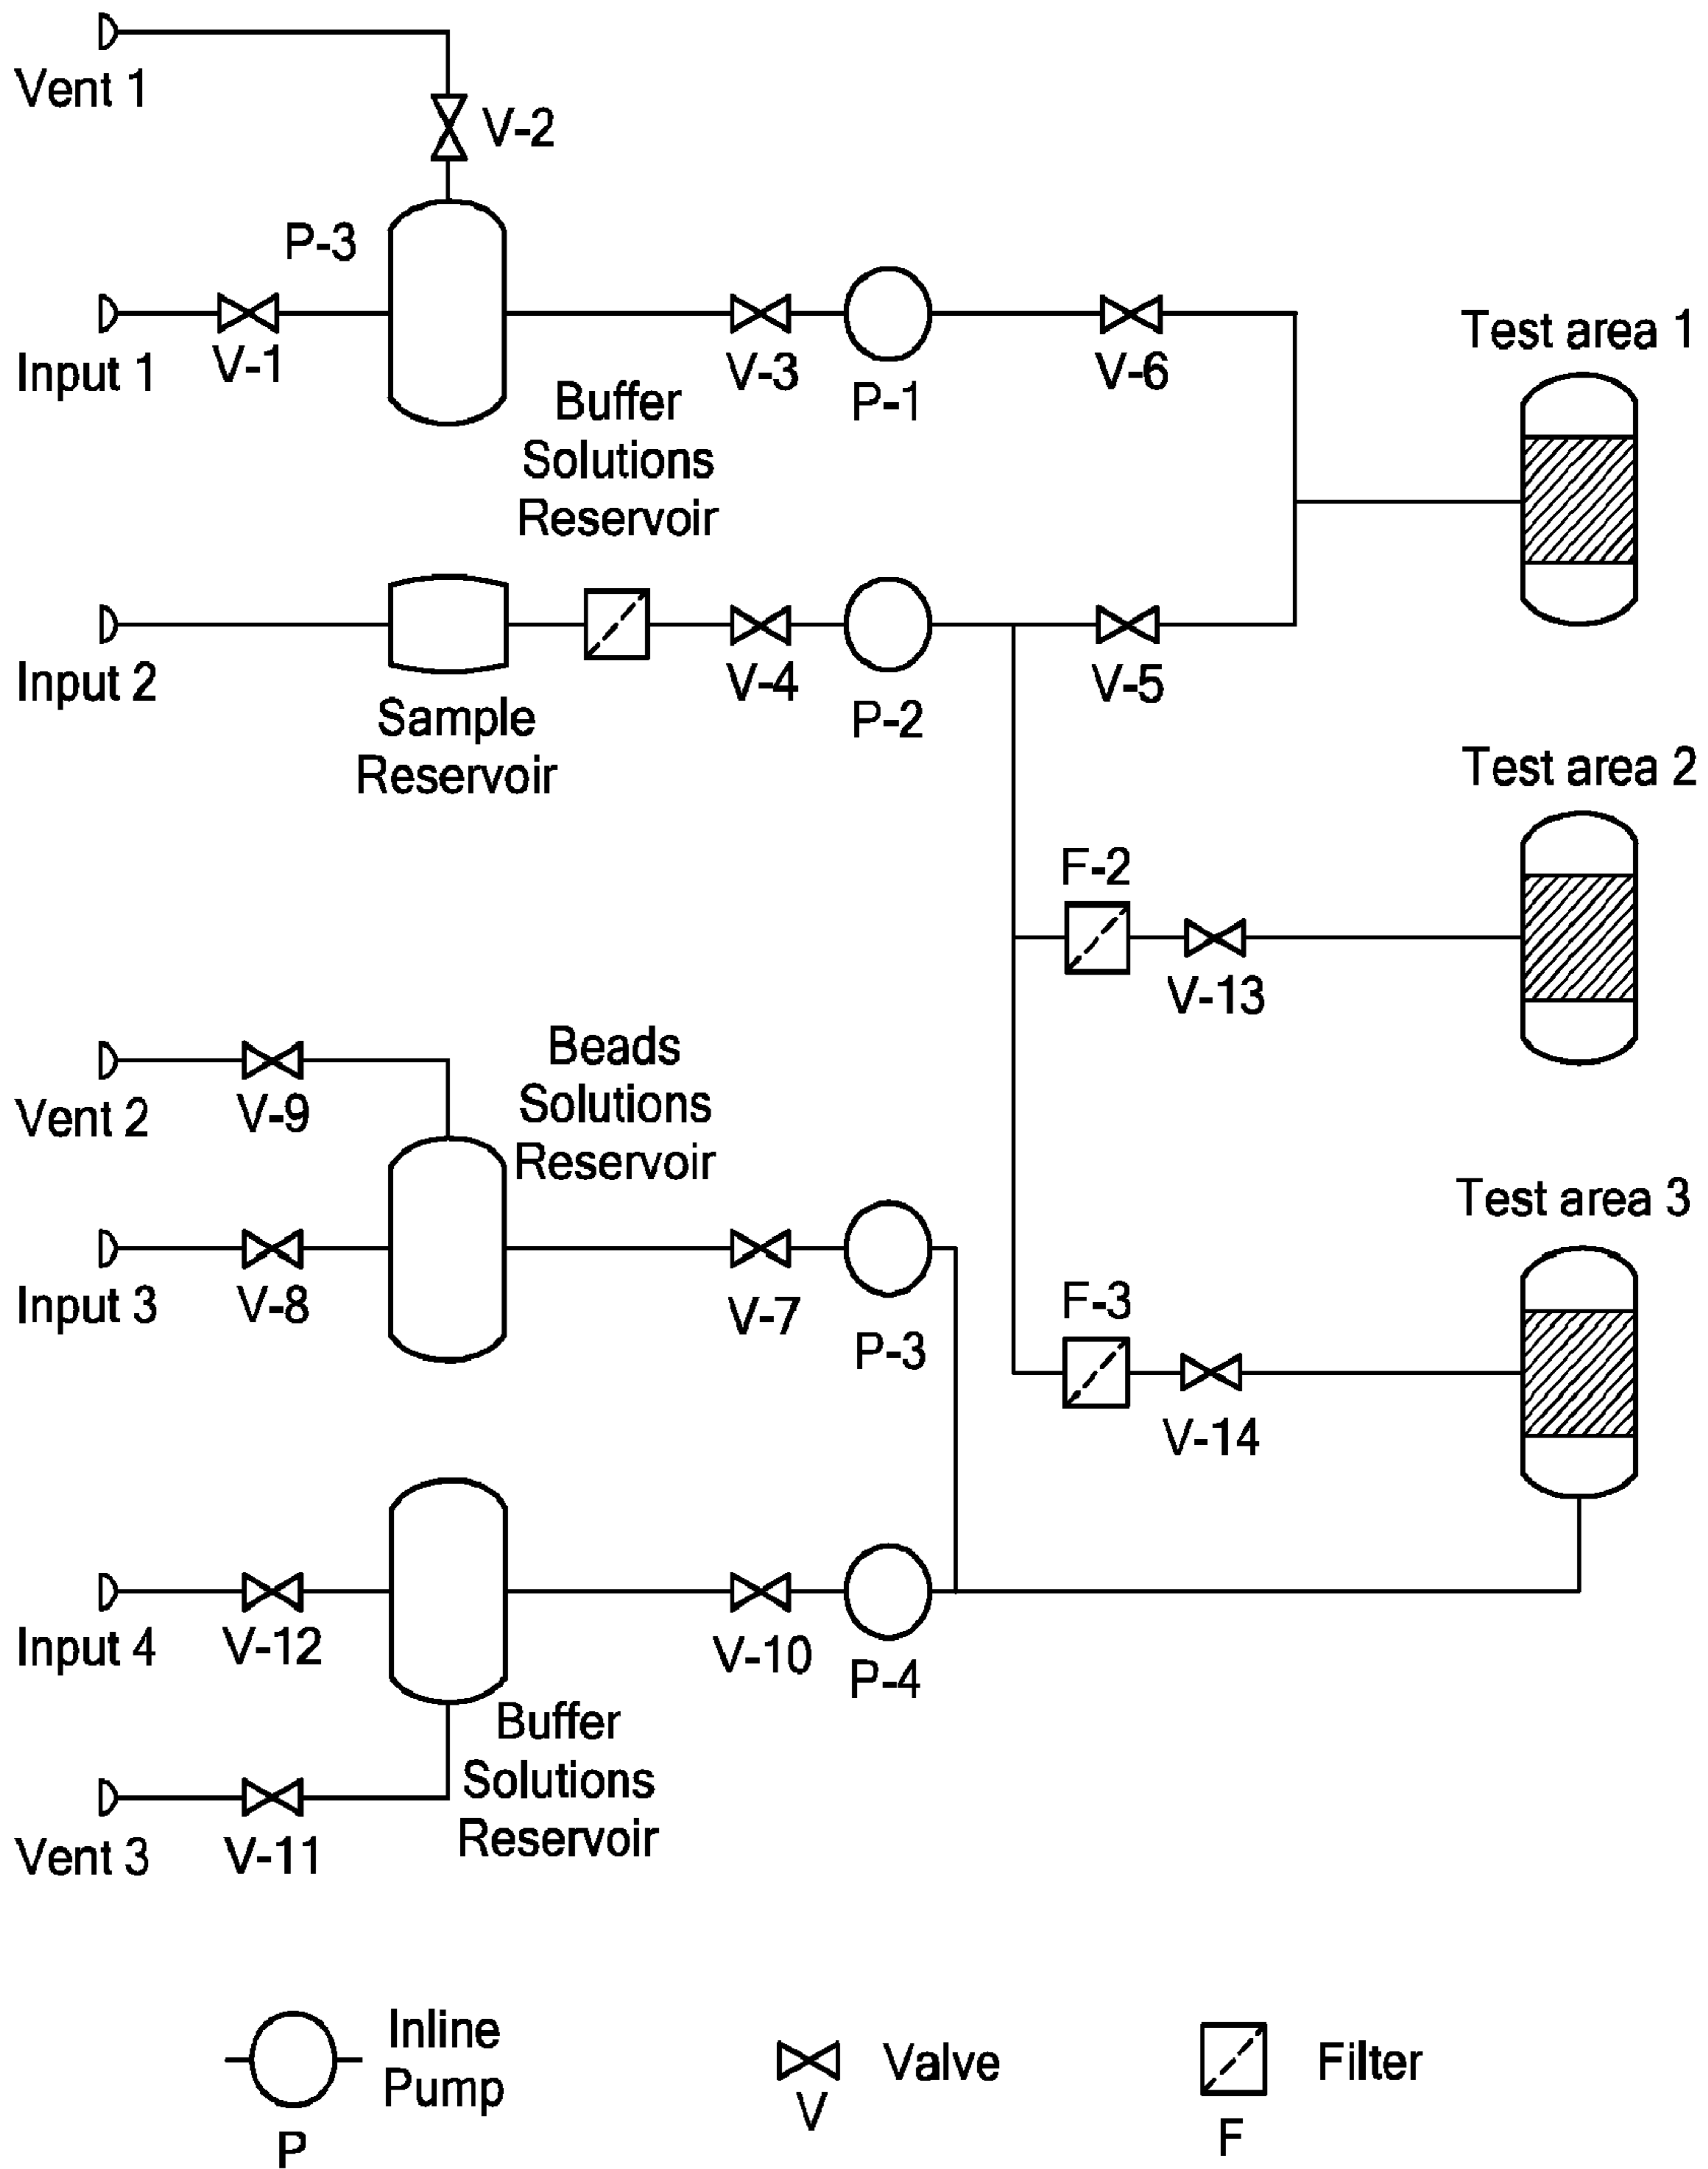 Vent 1
V-2
P-3
Input 1
V-1
Buffer
Solutions
Reservoir
V-3
P-1
V-6
Test area 1
Input 2
Sample
Reservoir
V-4
P-2
V-5
Test area 2
F-2
V-13
Vent 2
V-9
Beads
Solutions
Reservoir
Input 3
V-8
V-7
P-3
Test area 3
F-3
V-14
Input 4
V-12
V-10
P-4
Buffer
Solutions
Reservoir
Vent 3
V-11
Inline
Pump
P
Valve
V
Filter
F